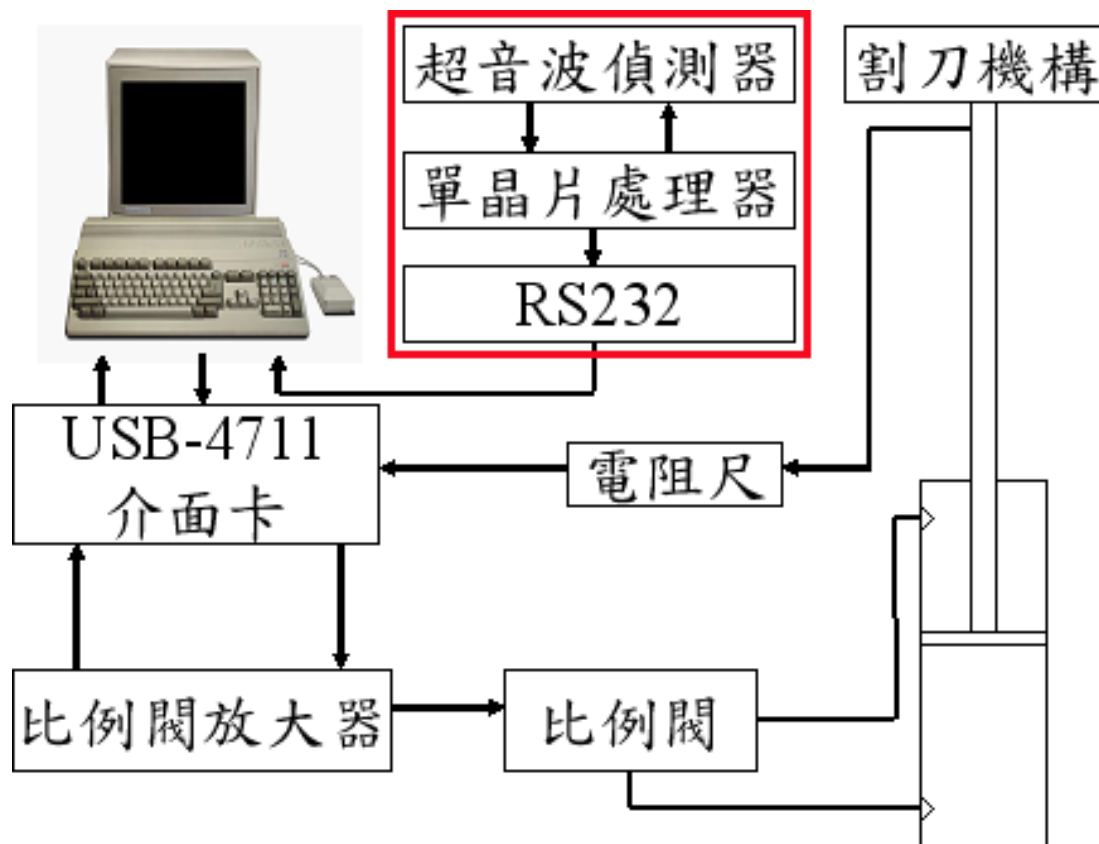 超音波偵測器
割刀機構
單晶片處理器
RS232
USB-4711
介面卡
電阻尺
比例閥放大器
比例閥